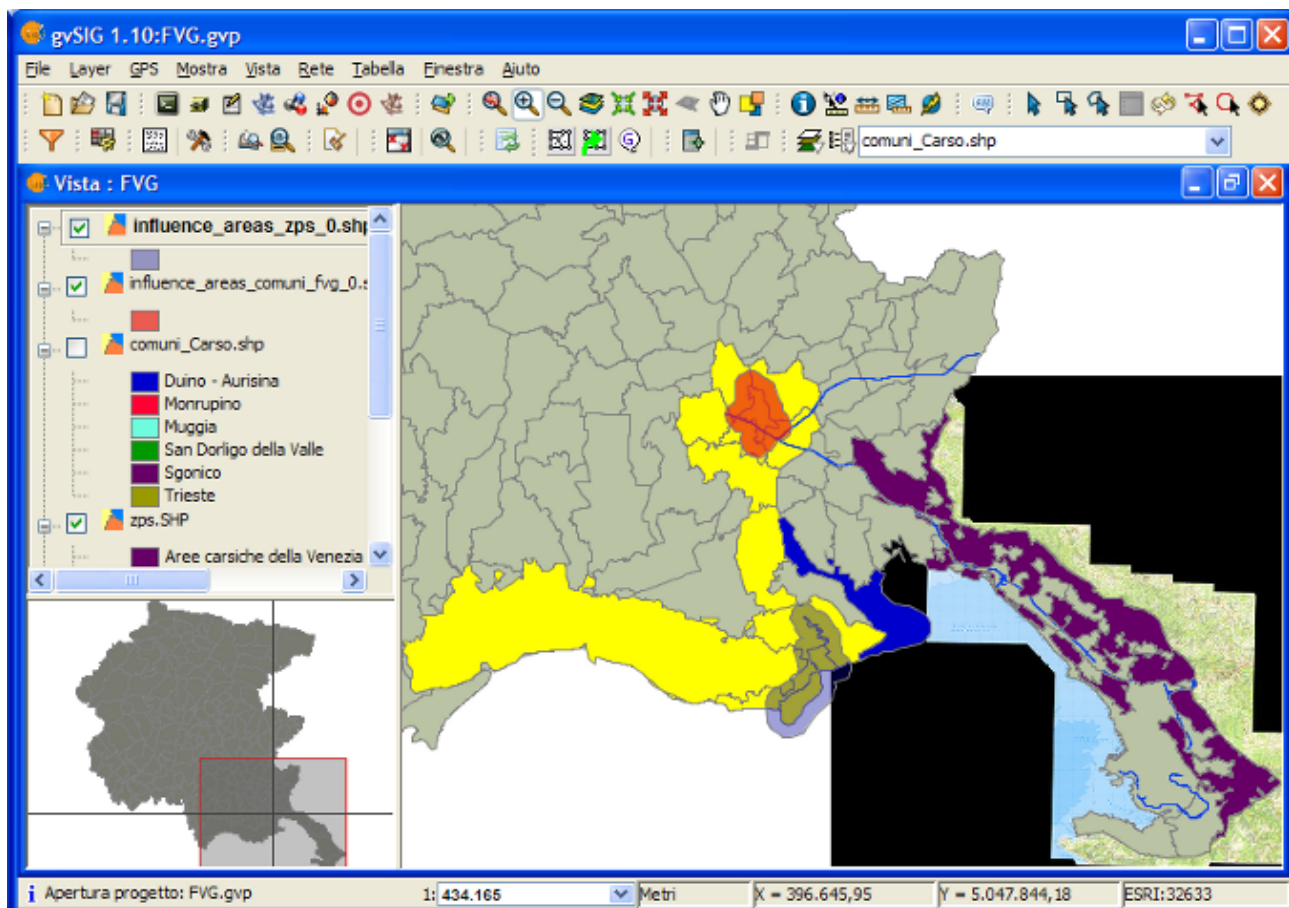 gvSIG 1.10:FVG.gvp
File Layer GPS Mostra Vista Rete Tabella Finestra Aiuto
comuni_Carso.shp
Vista : FVG
influence_areas_zps_0.shp
influence_areas_comuni_fvg_0.s
comuni_Carso.shp
Duino - Aurisina
Monrupino
Muggia
San Dorligo della Valle
Sgonico
Trieste
zps.SHP
Aree carsiche della Venezia
Apertura progetto: FVG.gvp 1: 434.165 Metri X = 396.645,95 Y = 5.047.844,18 ESRI:32633